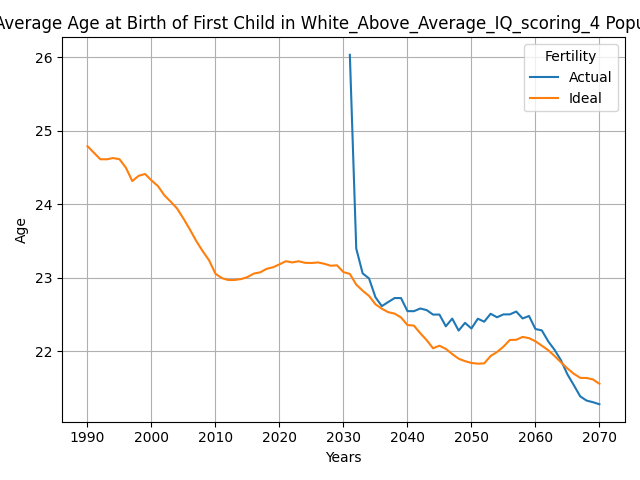 Average Age at Birth of First Child in White_Above_Average_IQ_scoring_4 Popu
Fertility
Actual
Ideal
26
25
24
23
22
Age
1990 2000 2010 2020 2030 2040 2050 2060 2070
Years